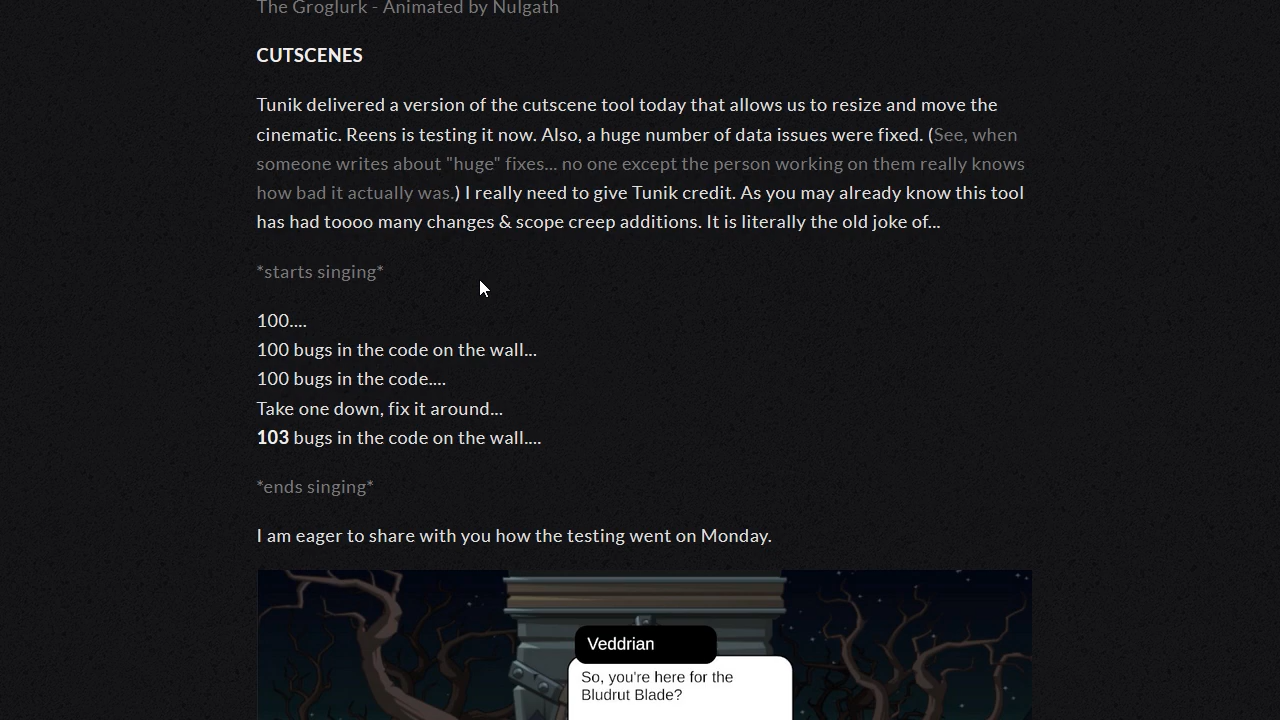 The Groglurk - Animated by Nulgath
CUTSCENES
Tunik delivered a version of the cutscene tool today that allows us to resize and move the
cinematic. Reens is testing it now. Also, a huge number of data issues were fixed. (See, when
someone writes about "huge" fixes... no one except the person working on them really knows
how bad it actually was.) I really need to give Tunik credit. As you may already know this tool
has had toooo many changes & scope creep additions. It is literally the old joke of...
*starts singing*
100....
100 bugs in the code on the wall...
100 bugs in the code....
Take one down, fix it around...
103 bugs in the code on the wall....
*ends singing*
I am eager to share with you how the testing went on Monday.
Veddrian
So, you're here for the
Bludrut Blade?